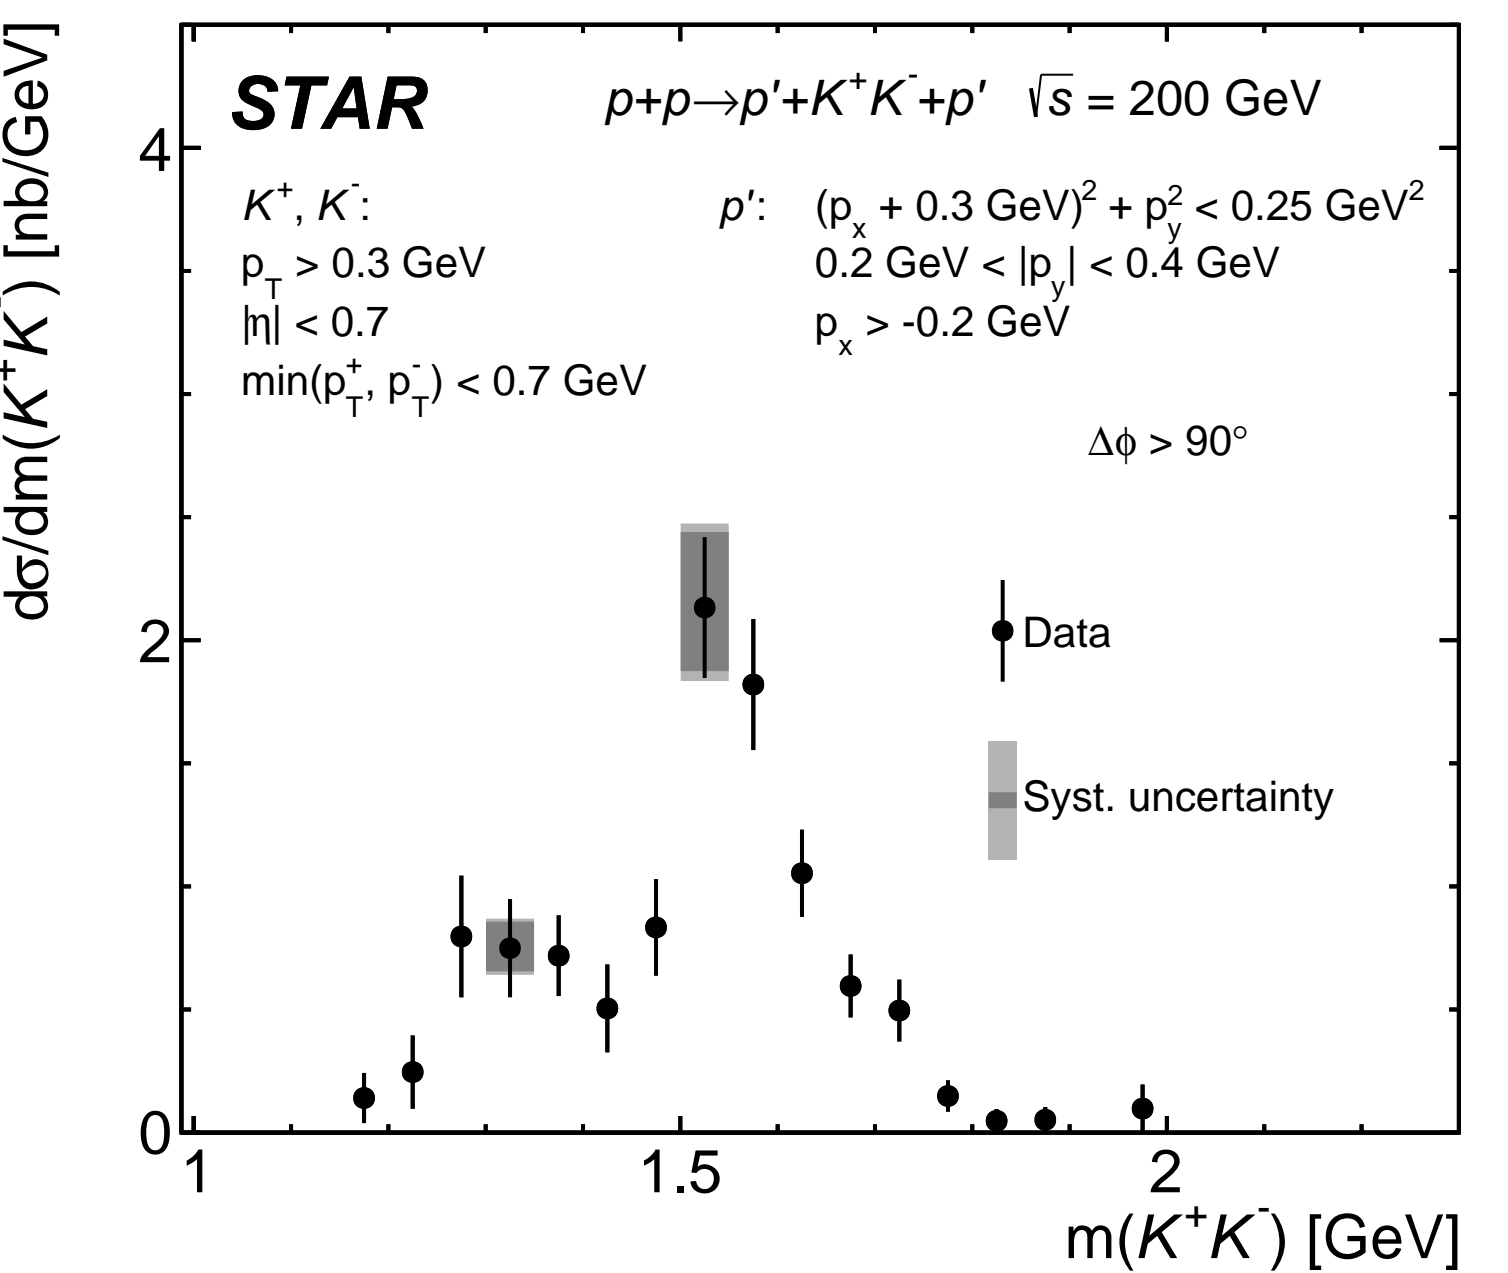 STAR p+p→p′+K⁺K⁻+p′ √s = 200 GeV
K⁺, K⁻: p′: (pₓ + 0.3 GeV)² + p_y² < 0.25 GeV²
p_T > 0.3 GeV 0.2 GeV < |p_y| < 0.4 GeV
|η| < 0.7 pₓ > -0.2 GeV
min(p_T⁺, p_T⁻) < 0.7 GeV
Δϕ > 90°
Data
Syst. uncertainty
dσ/dm(K⁺K⁻) [nb/GeV]
4
2
0
1 1.5 2
m(K⁺K⁻) [GeV]